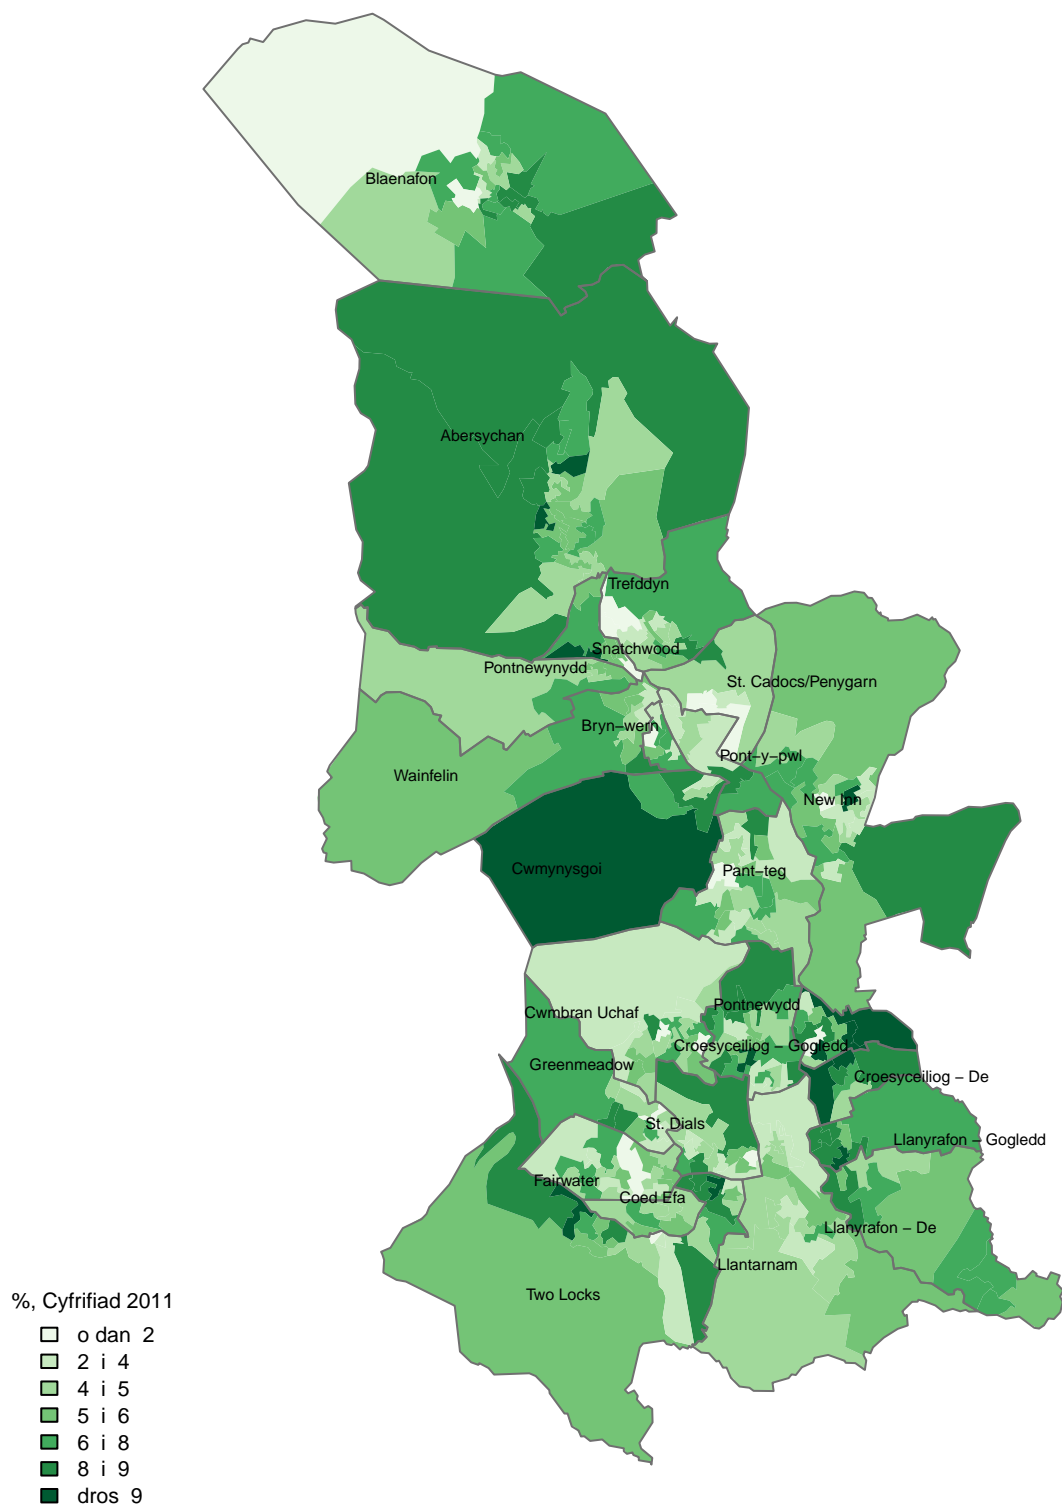 Blaenafon
Abersychan
Trefddyn
Snatchwood
Pontnewynydd
St. Cadocs/Penygarn
Bryn−wern
Pont−y−pwl
Wainfelin
New Inn
Cwmynysgoi
Pant−teg
Pontnewydd
Cwmbran Uchaf
Croesyceiliog − Gogledd
Greenmeadow
Croesyceiliog − De
St. Dials
Llanyrafon − Gogledd
Fairwater
Coed Efa
Llanyrafon − De
Llantarnam
Two Locks
%, Cyfrifiad 2011
o dan 2
2 i 4
4 i 5
5 i 6
6 i 8
8 i 9
dros 9